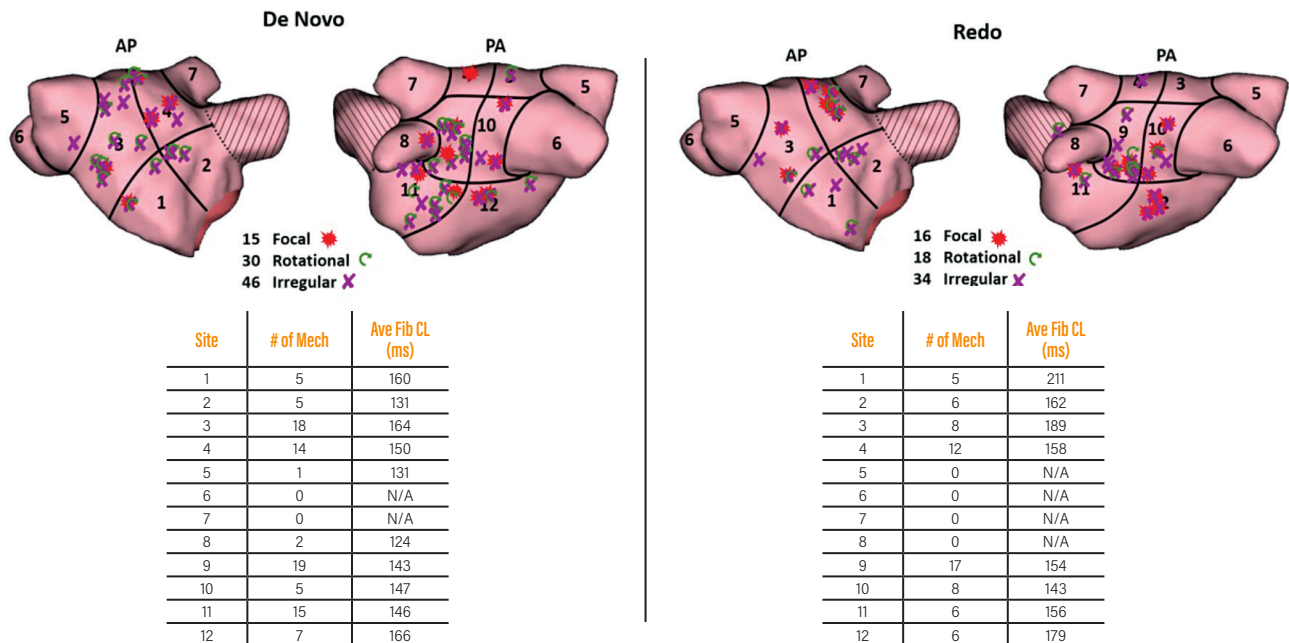 De Novo
AP
PA
7
5
4
3
6
2
1
7
5
10
8
6
11
12
15 Focal
30 Rotational
46 Irregular
Site # of Mech Ave Fib CL (ms)
1 5 160
2 5 131
3 18 164
4 14 150
5 1 131
6 0 N/A
7 0 N/A
8 2 124
9 19 143
10 5 147
11 15 146
12 7 166
Redo
AP
PA
7
5
3
6
2
1
7
4
3
5
9
10
8
6
11
12
16 Focal
18 Rotational
34 Irregular
Site # of Mech Ave Fib CL (ms)
1 5 211
2 6 162
3 8 189
4 12 158
5 0 N/A
6 0 N/A
7 0 N/A
8 0 N/A
9 17 154
10 8 143
11 6 156
12 6 179